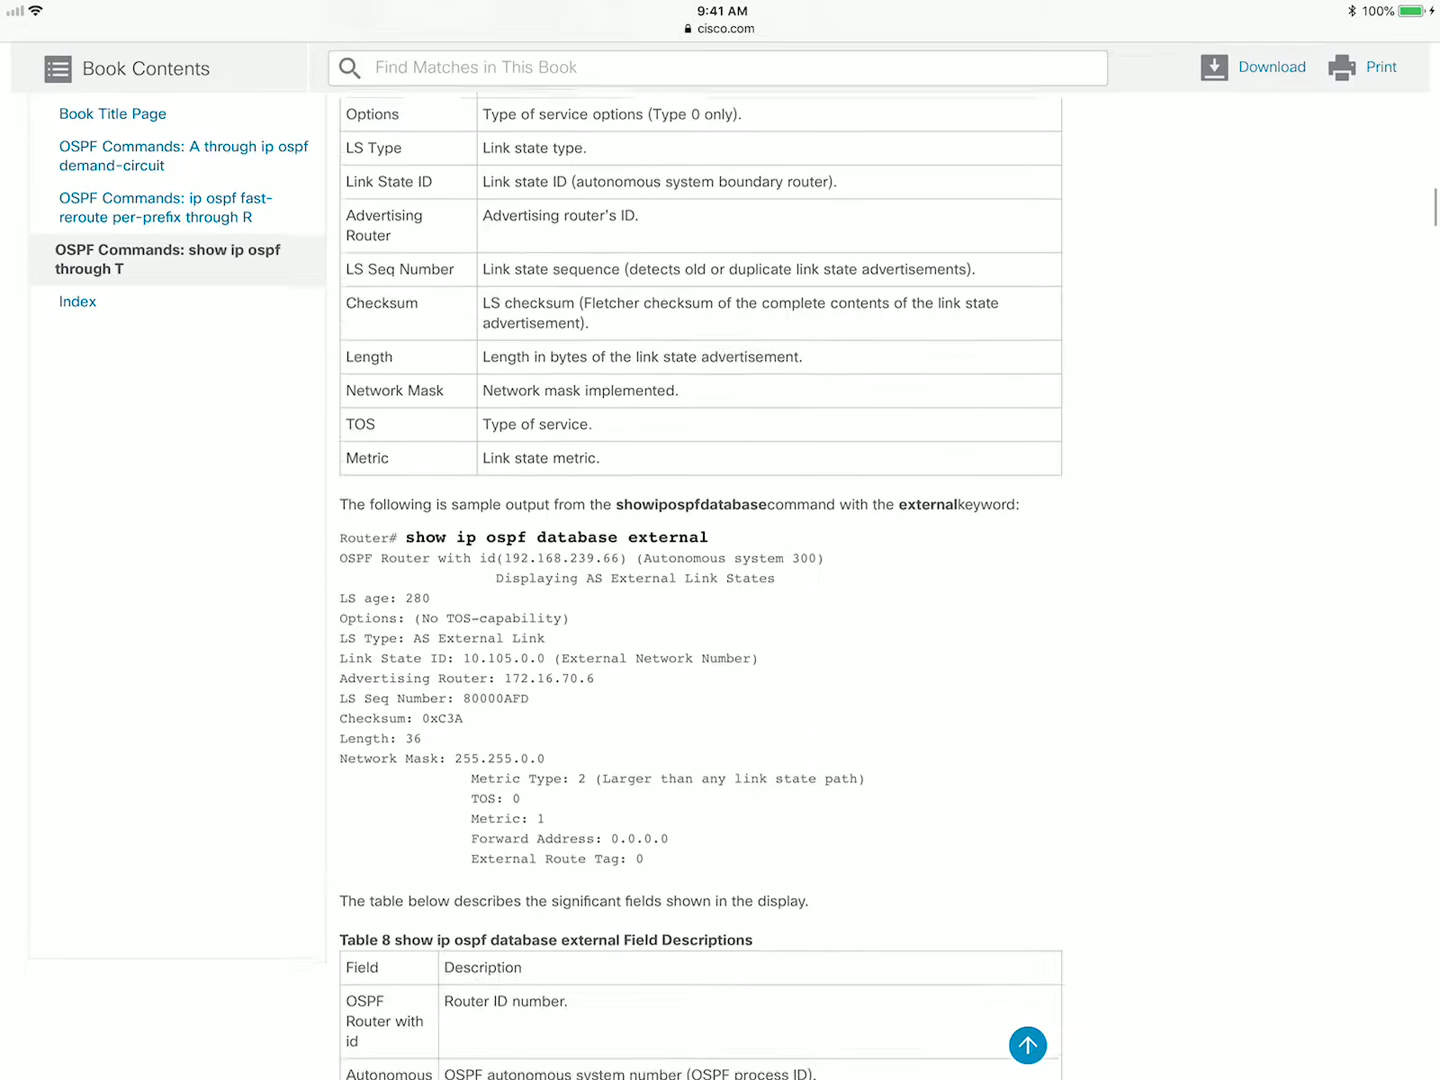 9:41 AM
100%
cisco.com
Book Contents
Find Matches in This Book
Download
Print
Book Title Page
OSPF Commands: A through ip ospf
demand-circuit
OSPF Commands: ip ospf fast-
reroute per-prefix through R
OSPF Commands: show ip ospf
through T
Index
Options Type of service options (Type 0 only).
LS Type Link state type.
Link State ID Link state ID (autonomous system boundary router).
Advertising Router Advertising router's ID.
LS Seq Number Link state sequence (detects old or duplicate link state advertisements).
Checksum LS checksum (Fletcher checksum of the complete contents of the link state
advertisement).
Length Length in bytes of the link state advertisement.
Network Mask Network mask implemented.
TOS Type of service.
Metric Link state metric.
The following is sample output from the showipospfdatabasecommand with the externalkeyword:
Router# show ip ospf database external
OSPF Router with id(192.168.239.66) (Autonomous system 300)
Displaying AS External Link States
LS age: 280
Options: (No TOS-capability)
LS Type: AS External Link
Link State ID: 10.105.0.0 (External Network Number)
Advertising Router: 172.16.70.6
LS Seq Number: 80000AFD
Checksum: 0xC3A
Length: 36
Network Mask: 255.255.0.0
Metric Type: 2 (Larger than any link state path)
TOS: 0
Metric: 1
Forward Address: 0.0.0.0
External Route Tag: 0
The table below describes the significant fields shown in the display.
Table 8 show ip ospf database external Field Descriptions
Field Description
OSPF Router with id Router ID number.
Autonomous OSPF autonomous system number (OSPF process ID).